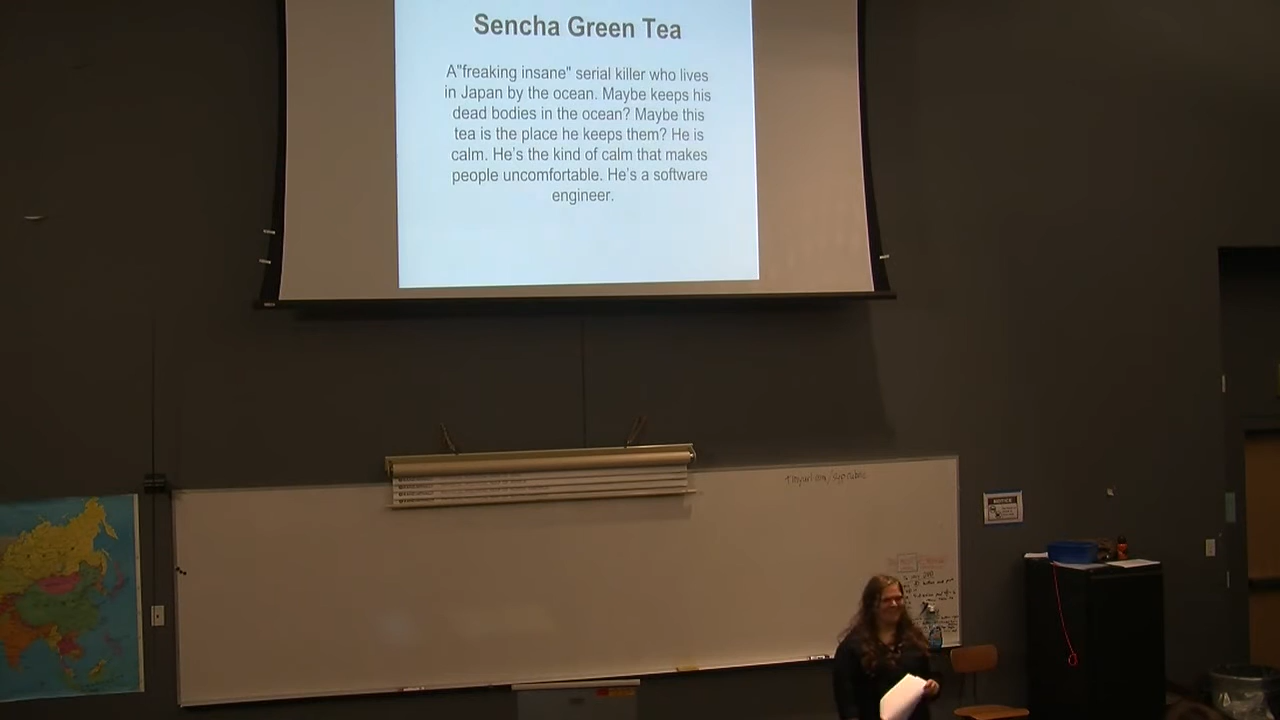 Sencha Green Tea
A"freaking insane" serial killer who lives
in Japan by the ocean. Maybe keeps his
dead bodies in the ocean? Maybe this
tea is the place he keeps them? He is
calm. He's the kind of calm that makes
people uncomfortable. He's a software
engineer.
NOTICE